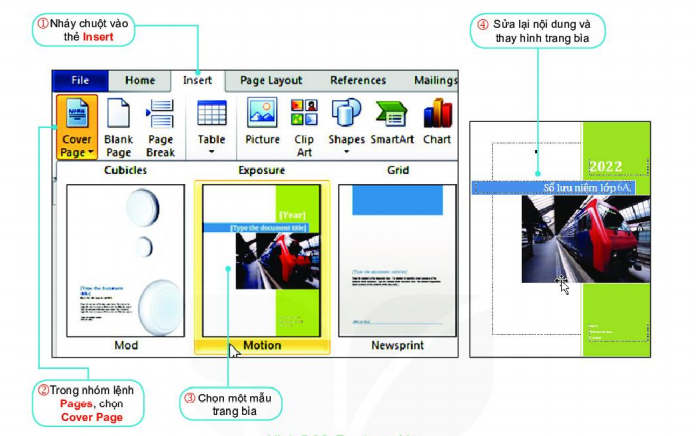 ①Nháy chuột vào
thẻ Insert
④ Sửa lại nội dung và
thay hình trang bìa
File Home Insert Page Layout References Mailings
Cover Page Blank Page Page Break Table Picture Clip Art Shapes SmartArt Chart
Cubicles Exposure Grid
[Year]
[Type the document title]
[Type the document
title]
[Type the document subtitle]
Mod Motion Newsprint
2022
Sổ lưu niệm lớp 6A
②Trong nhóm lệnh
Pages, chọn
Cover Page
③ Chọn một mẫu
trang bìa